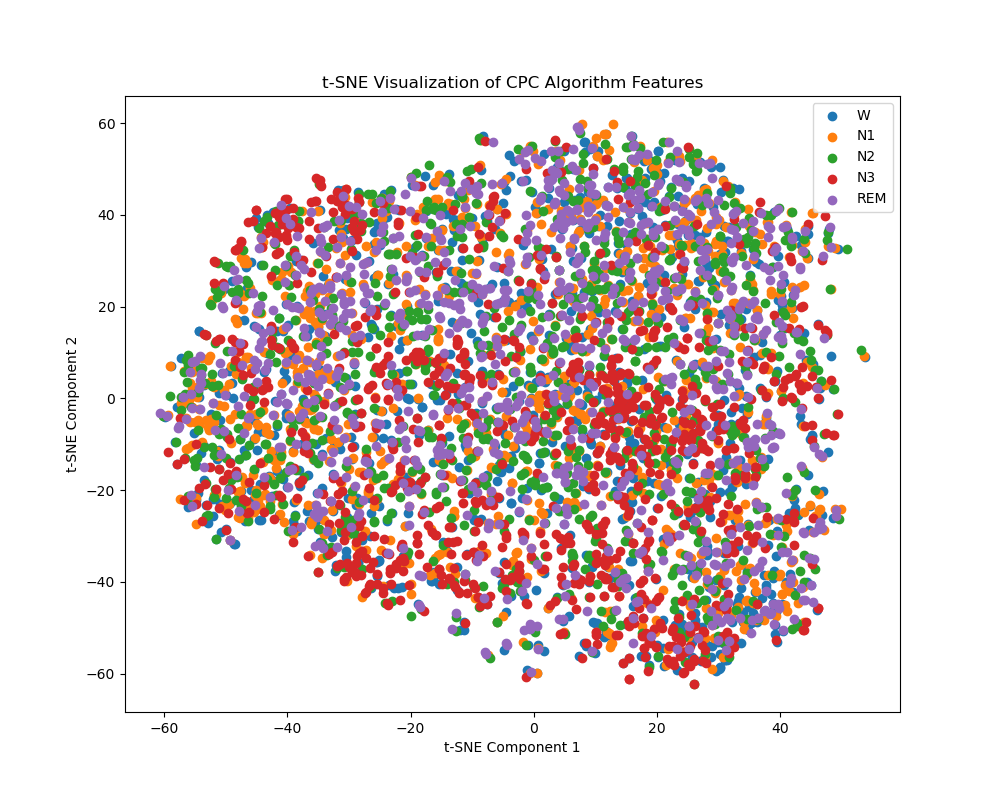 t-SNE Visualization of CPC Algorithm Features
W
N1
N2
N3
REM
60
40
20
0
−20
−40
−60
t-SNE Component 2
−60
−40
−20
0
20
40
t-SNE Component 1